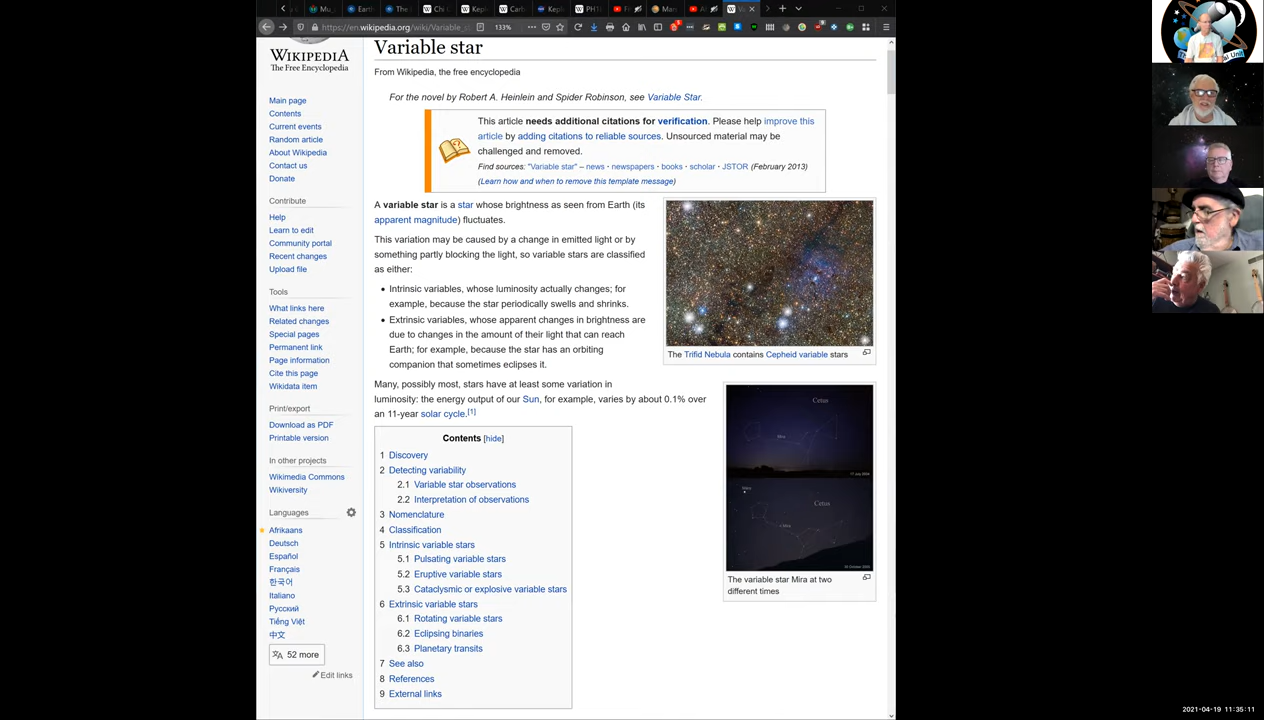 Earth
The
Chi
Kepl
Carb
Kepl
PH1
Man
A
https://en.wikipedia.org/wiki/Variable_s
133%
WIKIPEDIA
The Free Encyclopedia
Main page
Contents
Current events
Random article
About Wikipedia
Contact us
Donate
Contribute
Help
Learn to edit
Community portal
Recent changes
Upload file
Tools
What links here
Related changes
Special pages
Permanent link
Page information
Cite this page
Wikidata item
Print/export
Download as PDF
Printable version
In other projects
Wikimedia Commons
Wikiversity
Languages
Afrikaans
Deutsch
Español
Français
한국어
Italiano
Русский
Tiếng Việt
中文
52 more
Edit links
Variable star
From Wikipedia, the free encyclopedia
For the novel by Robert A. Heinlein and Spider Robinson, see Variable Star.
This article needs additional citations for verification. Please help improve this
article by adding citations to reliable sources. Unsourced material may be
challenged and removed.
Find sources: "Variable star" – news · newspapers · books · scholar · JSTOR (February 2013)
(Learn how and when to remove this template message)
A variable star is a star whose brightness as seen from Earth (its
apparent magnitude) fluctuates.
This variation may be caused by a change in emitted light or by
something partly blocking the light, so variable stars are classified
as either:
• Intrinsic variables, whose luminosity actually changes; for
example, because the star periodically swells and shrinks.
• Extrinsic variables, whose apparent changes in brightness are
due to changes in the amount of their light that can reach
Earth; for example, because the star has an orbiting
companion that sometimes eclipses it.
Many, possibly most, stars have at least some variation in
luminosity: the energy output of our Sun, for example, varies by about 0.1% over
an 11-year solar cycle.[1]
Contents [hide]
1 Discovery
2 Detecting variability
2.1 Variable star observations
2.2 Interpretation of observations
3 Nomenclature
4 Classification
5 Intrinsic variable stars
5.1 Pulsating variable stars
5.2 Eruptive variable stars
5.3 Cataclysmic or explosive variable stars
6 Extrinsic variable stars
6.1 Rotating variable stars
6.2 Eclipsing binaries
6.3 Planetary transits
7 See also
8 References
9 External links
The Trifid Nebula contains Cepheid variable stars
Cetus
Mira
Cetus
Mira
The variable star Mira at two
different times
2021-04-19 11:35:11